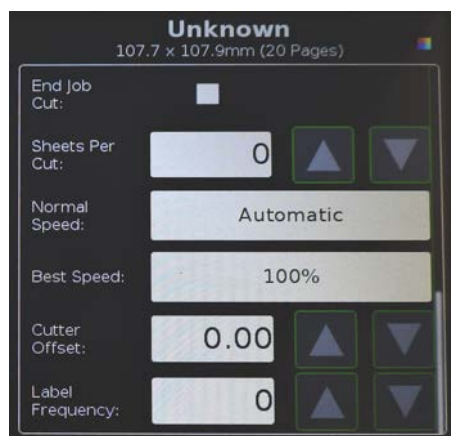 Unknown
107.7 x 107.9mm (20 Pages)
End Job
Cut:
Sheets Per
Cut:
0
Normal
Speed:
Automatic
Best Speed:
100%
Cutter
Offset:
0.00
Label
Frequency:
0